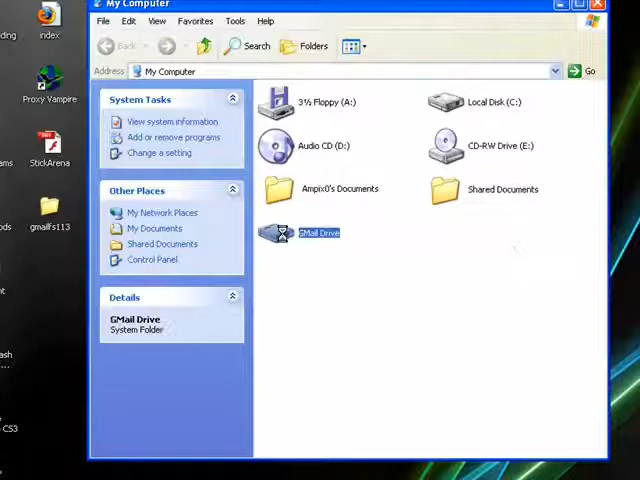 My Computer
File Edit View Favorites Tools Help
Back Search Folders
Address My Computer Go
System Tasks
View system information
Add or remove programs
Change a setting
Other Places
My Network Places
My Documents
Shared Documents
Control Panel
Details
GMail Drive
System Folder
3½ Floppy (A:) Local Disk (C:)
Audio CD (D:) CD-RW Drive (E:)
Ampix0's Documents Shared Documents
GMail Drive
index
Proxy Vampire
StickArena
gmailfs113
CS3